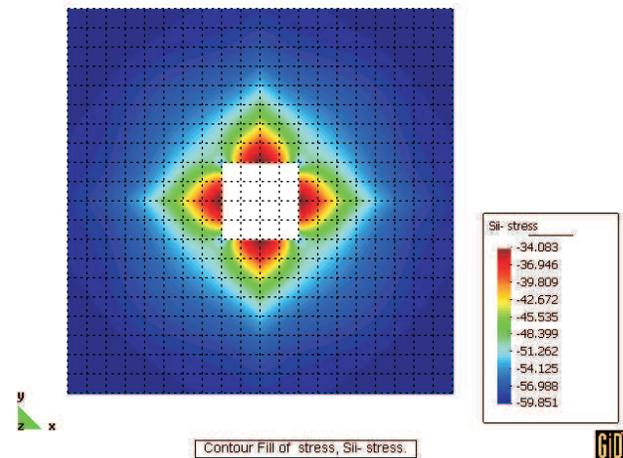 Sii- stress
-34.083
-36.946
-39.809
-42.672
-45.535
-48.399
-51.262
-54.125
-56.988
-59.851
y
z x
Contour Fill of stress, Sii- stress.
GiD